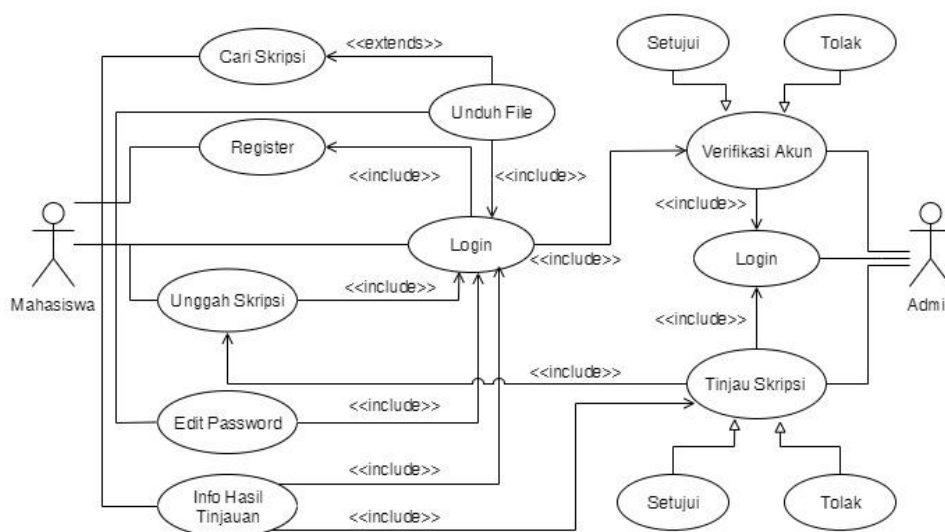 Setujui
Tolak
Cari Skripsi
<<extends>>
Unduh File
Register
<<include>>
<<include>>
Verifikasi Akun
<<include>>
Login
<<include>>
Login
Mahasiswa
Unggah Skripsi
<<include>>
Admi
<<include>>
<<include>>
Tinjau Skripsi
Edit Password
<<include>>
<<include>>
Info Hasil
Tinjauan
<<include>>
Setujui
Tolak